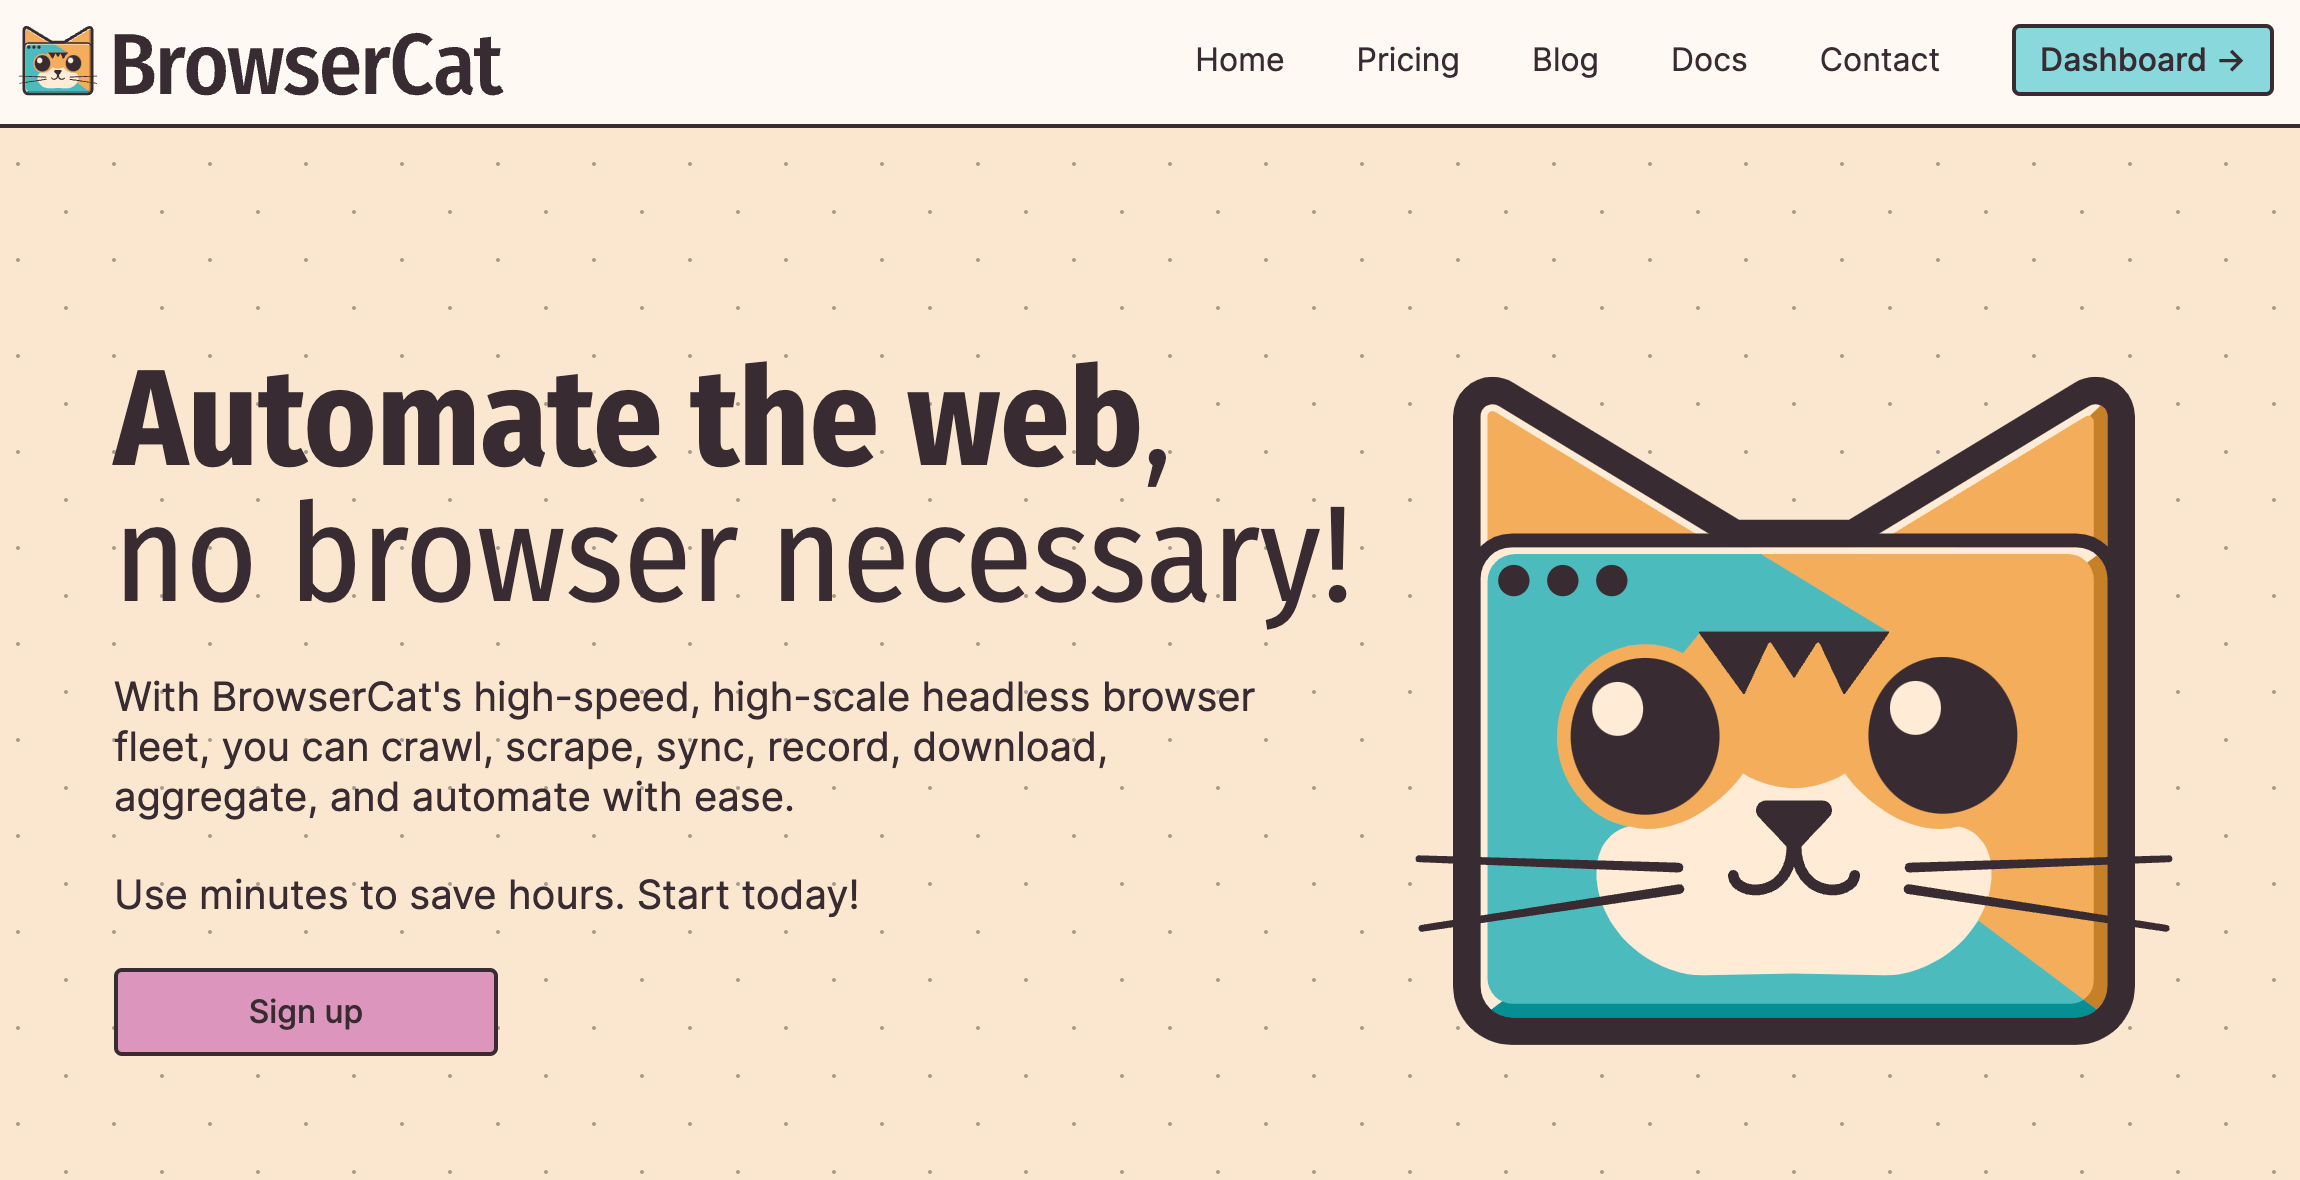 BrowserCat
Home
Pricing
Blog
Docs
Contact
Dashboard →
Automate the web,
no browser necessary!
With BrowserCat's high-speed, high-scale headless browser
fleet, you can crawl, scrape, sync, record, download,
aggregate, and automate with ease.
Use minutes to save hours. Start today!
Sign up